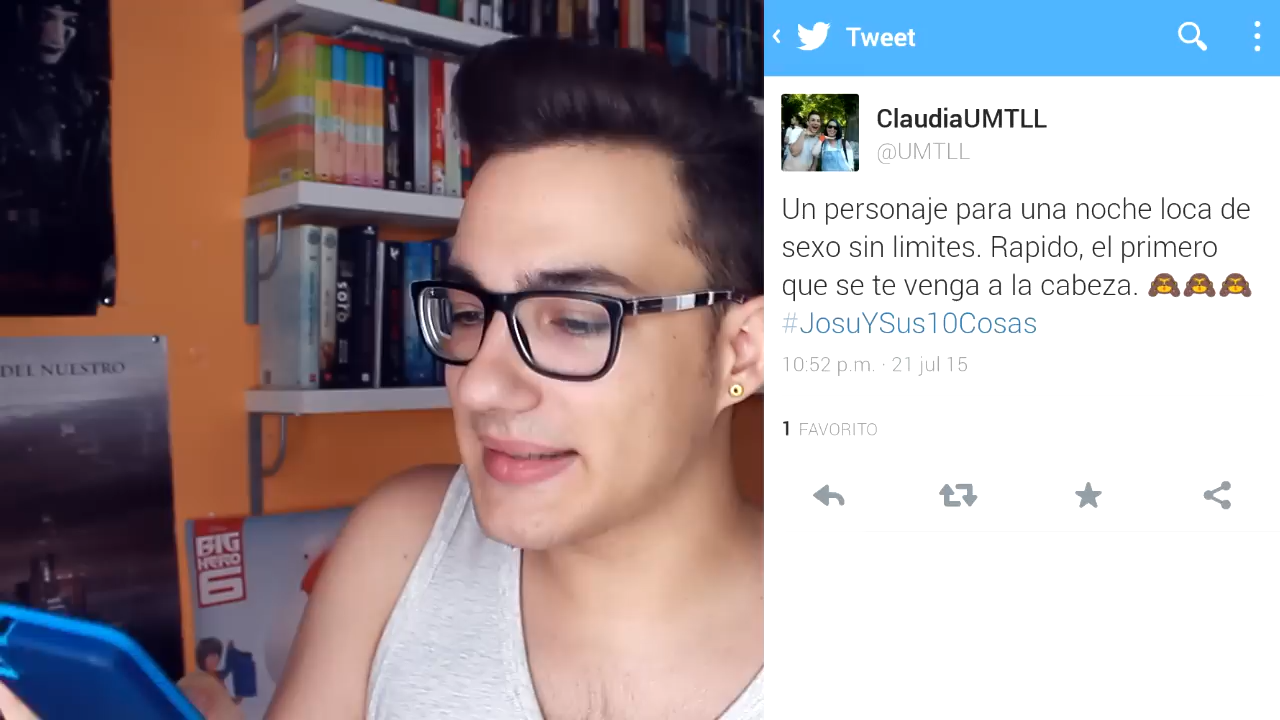 DEL NUESTRO
SOTO
BIG
HERO
6
Tweet
ClaudiaUMTLL
@UMTLL
Un personaje para una noche loca de
sexo sin limites. Rapido, el primero
que se te venga a la cabeza. 🙈🙈🙈
#JosuYSus10Cosas
10:52 p.m. · 21 jul 15
1 FAVORITO